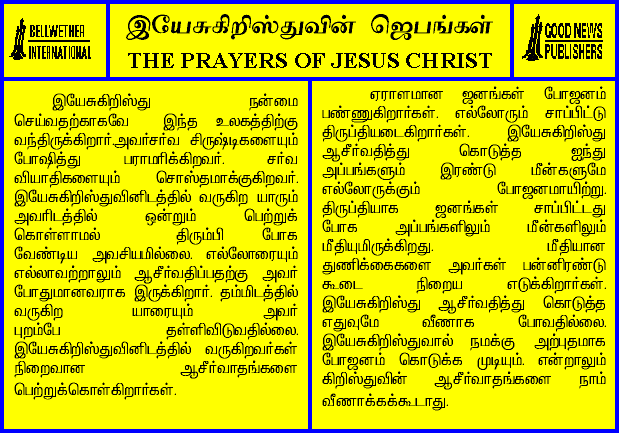 BELLWETHER
INTERNATIONAL
இயேசுகிறிஸ்துவின் ஜெபங்கள்
THE PRAYERS OF JESUS CHRIST
GOOD NEWS
PUBLISHERS
இயேசுகிறிஸ்து நன்மை
செய்வதற்காகவே இந்த உலகத்திற்கு
வந்திருக்கிறார்.அவர்சர்வ சிருஷ்டிகளையும்
போஷித்து பராமரிக்கிறவர். சர்வ
வியாதிகளையும் சொஸ்தமாக்குகிறவர்.
இயேசுகிறிஸ்துவினிடத்தில் வருகிற யாரும்
அவரிடத்தில் ஒன்றும் பெற்றுக்
கொள்ளாமல் திரும்பி போக
வேண்டிய அவசியமில்லை. எல்லோரையும்
எல்லாவற்றாலும் ஆசீர்வதிப்பதற்கு அவர்
போதுமானவராக இருக்கிறார். தம்மிடத்தில்
வருகிற யாரையும் அவர்
புறம்பே தள்ளிவிடுவதில்லை.
இயேசுகிறிஸ்துவினிடத்தில் வருகிறவர்கள்
நிறைவான ஆசீர்வாதங்களை
பெற்றுக்கொள்கிறார்கள்.
ஏராளமான ஜனங்கள் போஜனம்
பண்ணுகிறார்கள். எல்லோரும் சாப்பிட்டு
திருப்தியடைகிறார்கள். இயேசுகிறிஸ்து
ஆசீர்வதித்து கொடுத்த ஐந்து
அப்பங்களும் இரண்டு மீன்களுமே
எல்லோருக்கும் போஜனமாயிற்று.
திருப்தியாக ஜனங்கள் சாப்பிட்டது
போக அப்பங்களிலும் மீன்களிலும்
மீதியுமிருக்கிறது. மீதியான
துணிக்கைகளை அவர்கள் பன்னிரண்டு
கூடை நிறைய எடுக்கிறார்கள்.
இயேசுகிறிஸ்து ஆசீர்வதித்து கொடுத்த
எதுவுமே வீணாக போவதில்லை.
இயேசுகிறிஸ்துவால் நமக்கு அற்புதமாக
போஜனம் கொடுக்க முடியும். என்றாலும்
கிறிஸ்துவின் ஆசீர்வாதங்களை நாம்
வீணாக்கக்கூடாது.